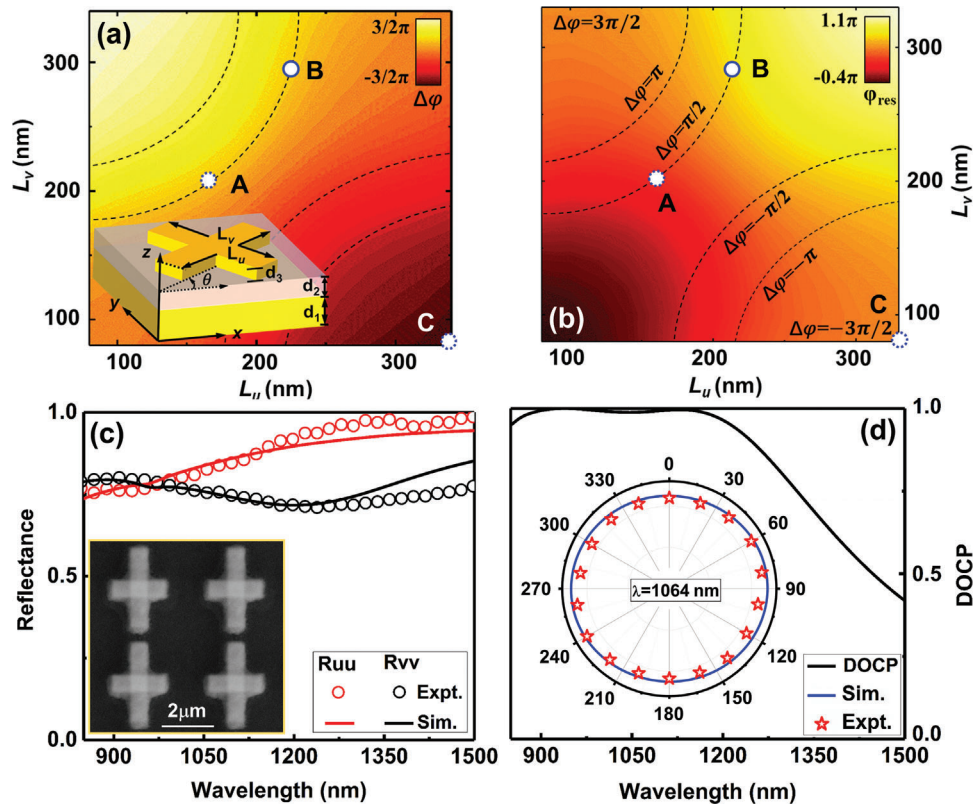 (a)
3/2π
-3/2π
Δφ
B
A
C
L_v
L_u
d₃
d₂
d₁
z
y
x
θ
300
200
100
L_v (nm)
100 200 300
L_u (nm)
Δφ=3π/2
1.1π
-0.4π
φ_res
Δφ=π
Δφ=π/2
Δφ=−π/2
Δφ=−π
Δφ=−3π/2
B
A
C
(b)
300
200
100
L_v (nm)
100 200 300
L_u (nm)
(c)
1.0
0.5
0.0
Reflectance
2μm
Ruu Rvv
Expt.
Sim.
900 1050 1200 1350 1500
Wavelength (nm)
(d)
1.0
0.5
0.0
DOCP
0
30
60
90
120
150
180
210
240
270
300
330
λ=1064 nm
DOCP
Sim.
Expt.
900 1050 1200 1350 1500
Wavelength (nm)